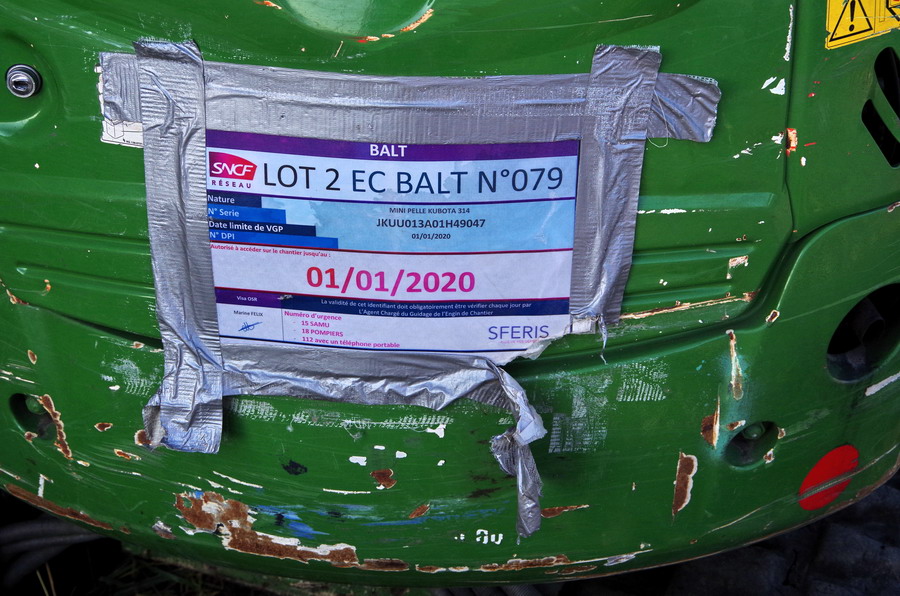 BALT
SNCF
RÉSEAU
LOT 2 EC BALT N°079
Nature
MINI PELLE KUBOTA 314
N° Serie
JKUU013A01H49047
Date limite de VGP
01/01/2020
N° DPI
Autorisé à accéder sur le chantier jusqu'au :
01/01/2020
Visa OSR
La validité de cet identifiant doit obligatoirement être vérifier chaque jour par
L'Agent Chargé du Guidage de l'Engin de Chantier
Marine FELIX
Numéro d'urgence
15 SAMU
18 POMPIERS
112 avec un téléphone portable
SFERIS